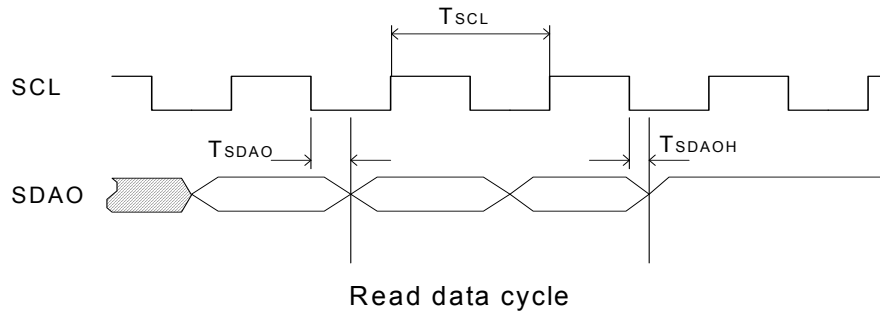 TSCL
SCL
TSDAO
TSDAOH
SDAO
Read data cycle